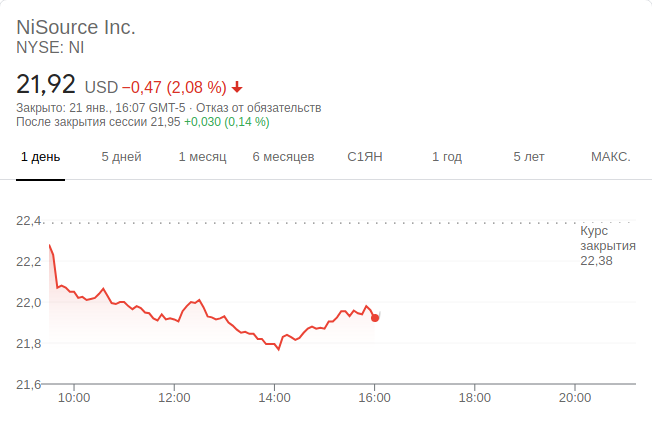 NiSource Inc.
NYSE: NI
21,92 USD −0,47 (2,08 %)
Закрыто: 21 янв., 16:07 GMT-5 · Отказ от обязательств
После закрытия сессии 21,95 +0,030 (0,14 %)
1 день 5 дней 1 месяц 6 месяцев С1ЯН 1 год 5 лет МАКС.
22,4
22,2
22,0
21,8
21,6
Курс
закрытия
22,38
10:00 12:00 14:00 16:00 18:00 20:00